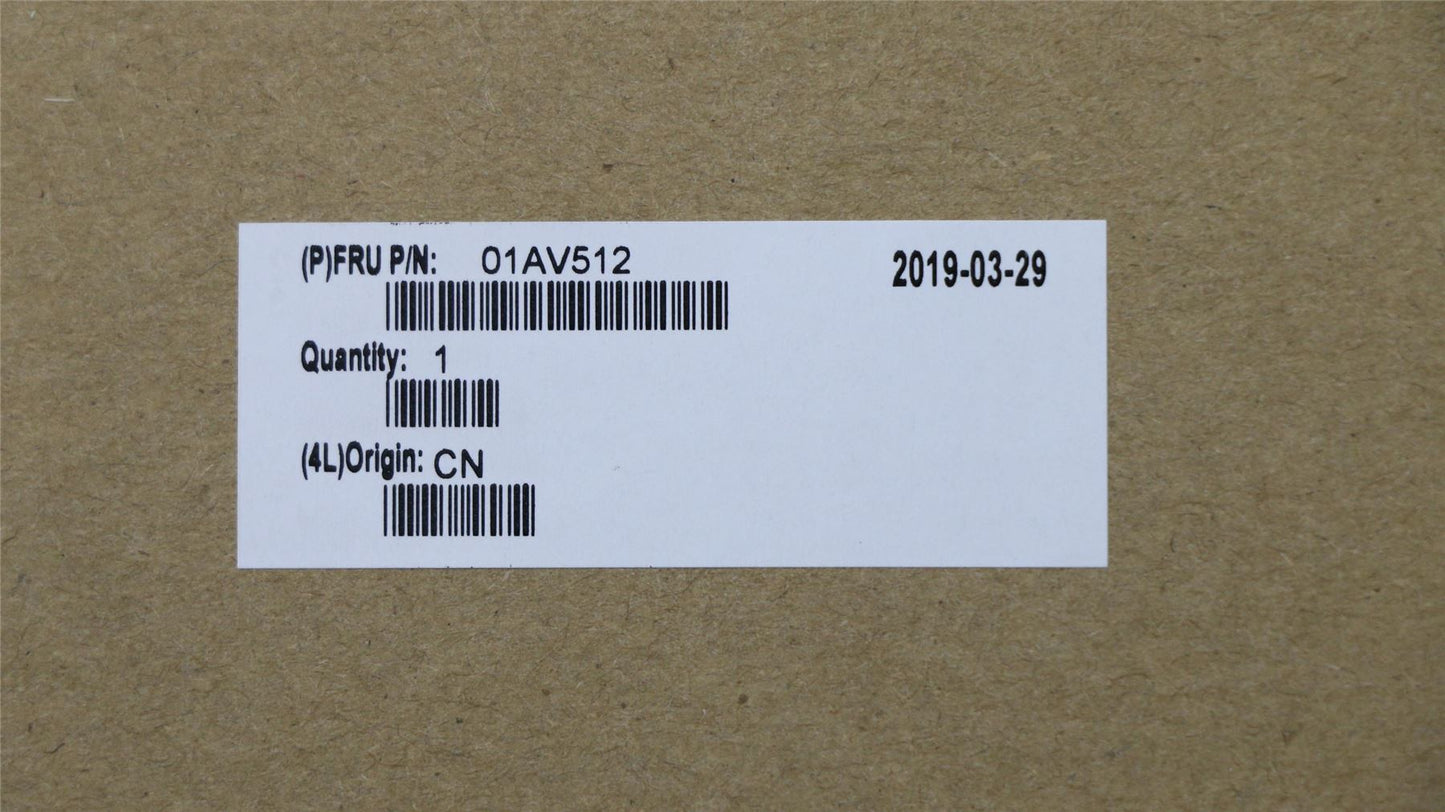 (P)FRU P/N: 01AV512 2019-03-29
Quantity: 1
(4L)Origin: CN